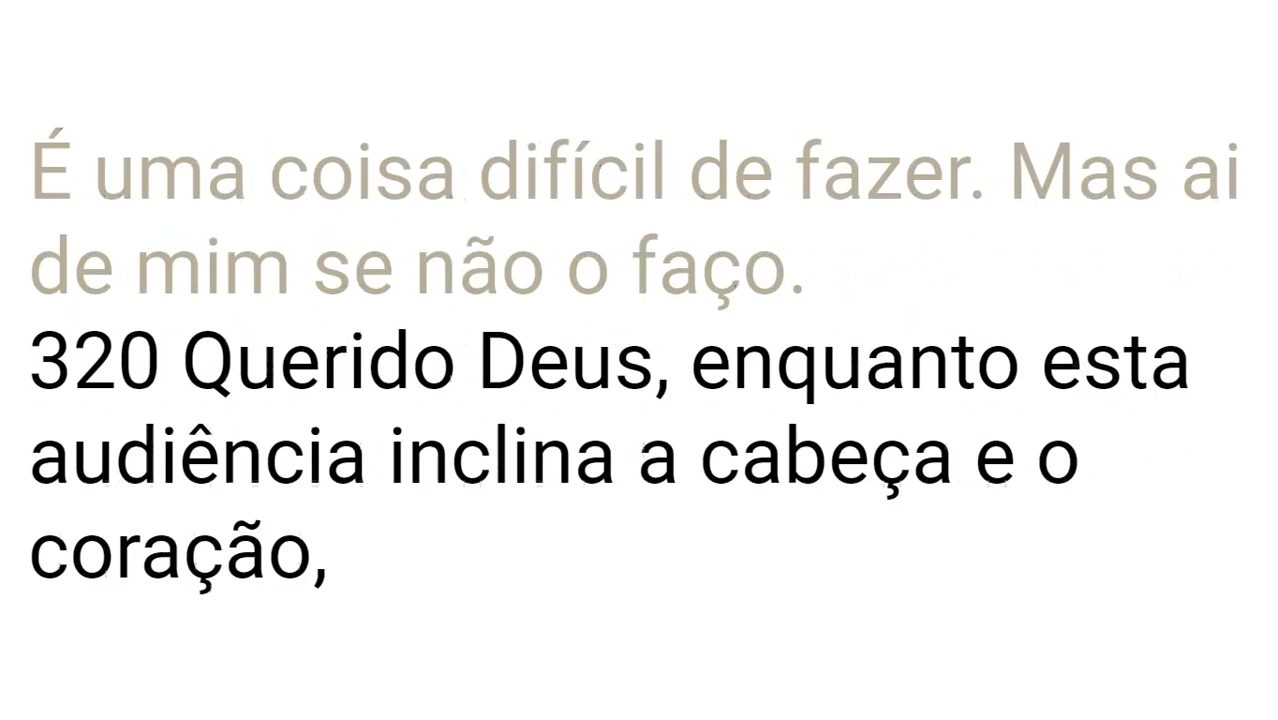 É uma coisa difícil de fazer. Mas ai
de mim se não o faço.
320 Querido Deus, enquanto esta
audiência inclina a cabeça e o
coração,